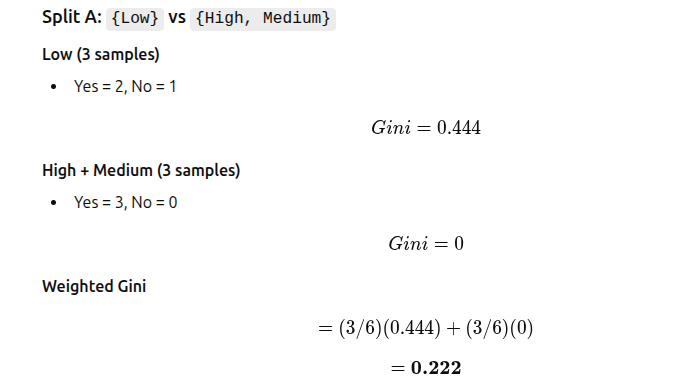 Split A: {Low} vs {High, Medium}
Low (3 samples)
• Yes = 2, No = 1
Gini = 0.444
High + Medium (3 samples)
• Yes = 3, No = 0
Gini = 0
Weighted Gini
= (3/6)(0.444) + (3/6)(0)
= 0.222